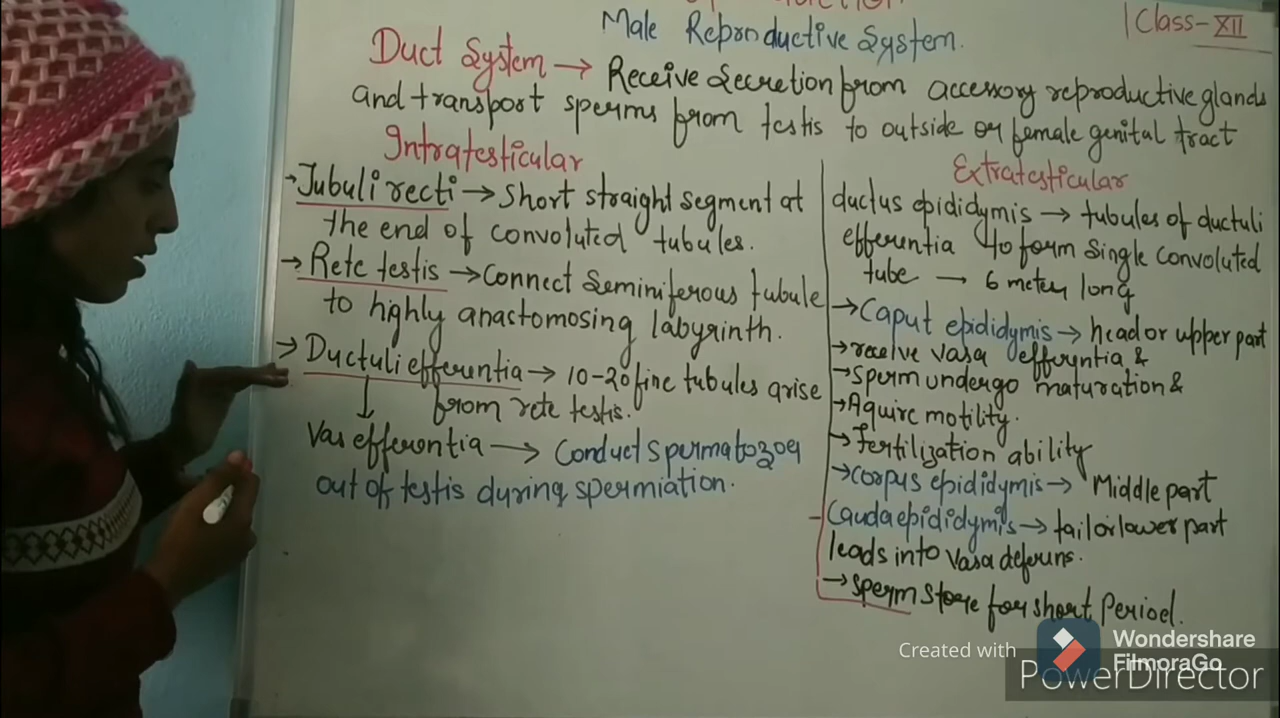 Male Reproductive System.
Class-XII
Duct System → Receive Secretion from accessory reproductive glands
and transport sperms from testis to outside or female genital tract
Intratesticular
→ Tubuli recti → Short straight segment at
the end of convoluted tubules.
→ Rete testis → Connect Seminiferous tubule
to highly anastomosing labyrinth.
→ Ductuli efferentia → 10-20 fine tubules arise
from rete testis.
Vas efferentia → Conduct spermatozoa
out of testis during spermiation.
Extratesticular
ductus epididymis → tubules of ductuli
efferentia to form Single convoluted
tube → 6 meter long
→ Caput epididymis → head or upper part
→ receive vasa efferentia &
→ Sperm undergo maturation &
→ Aquire motility.
→ Fertilization ability
→ Corpus epididymis → Middle part
Cauda epididymis → tail or lower part
leads into vasa deferens.
→ Sperm store for short Period.
Created with
Wondershare
FilmoraGo
PowerDirector